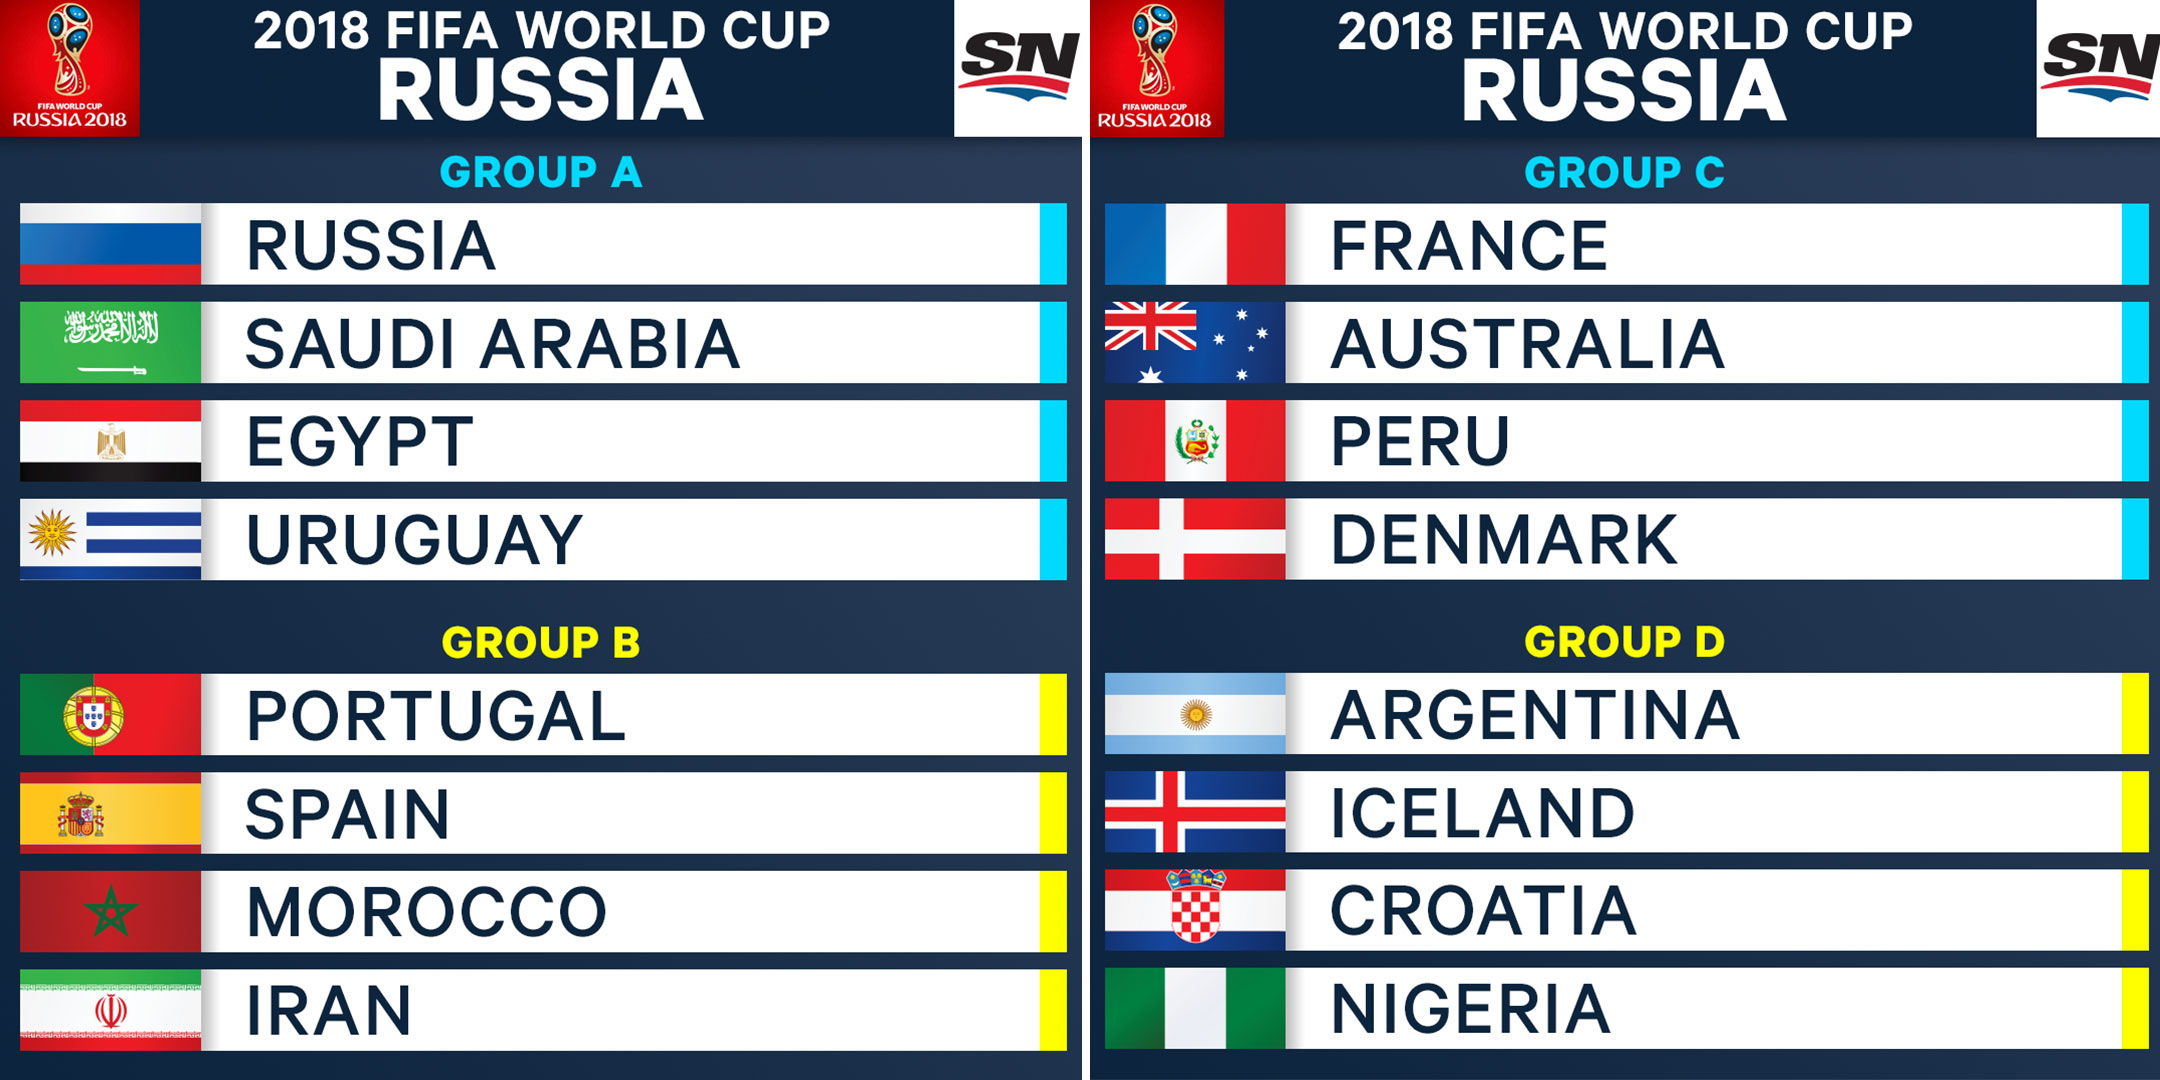 2018 FIFA WORLD CUP
RUSSIA
FIFA WORLD CUP
RUSSIA 2018
SN
GROUP A
RUSSIA
SAUDI ARABIA
EGYPT
URUGUAY
GROUP B
PORTUGAL
SPAIN
MOROCCO
IRAN
2018 FIFA WORLD CUP
RUSSIA
FIFA WORLD CUP
RUSSIA 2018
SN
GROUP C
FRANCE
AUSTRALIA
PERU
DENMARK
GROUP D
ARGENTINA
ICELAND
CROATIA
NIGERIA